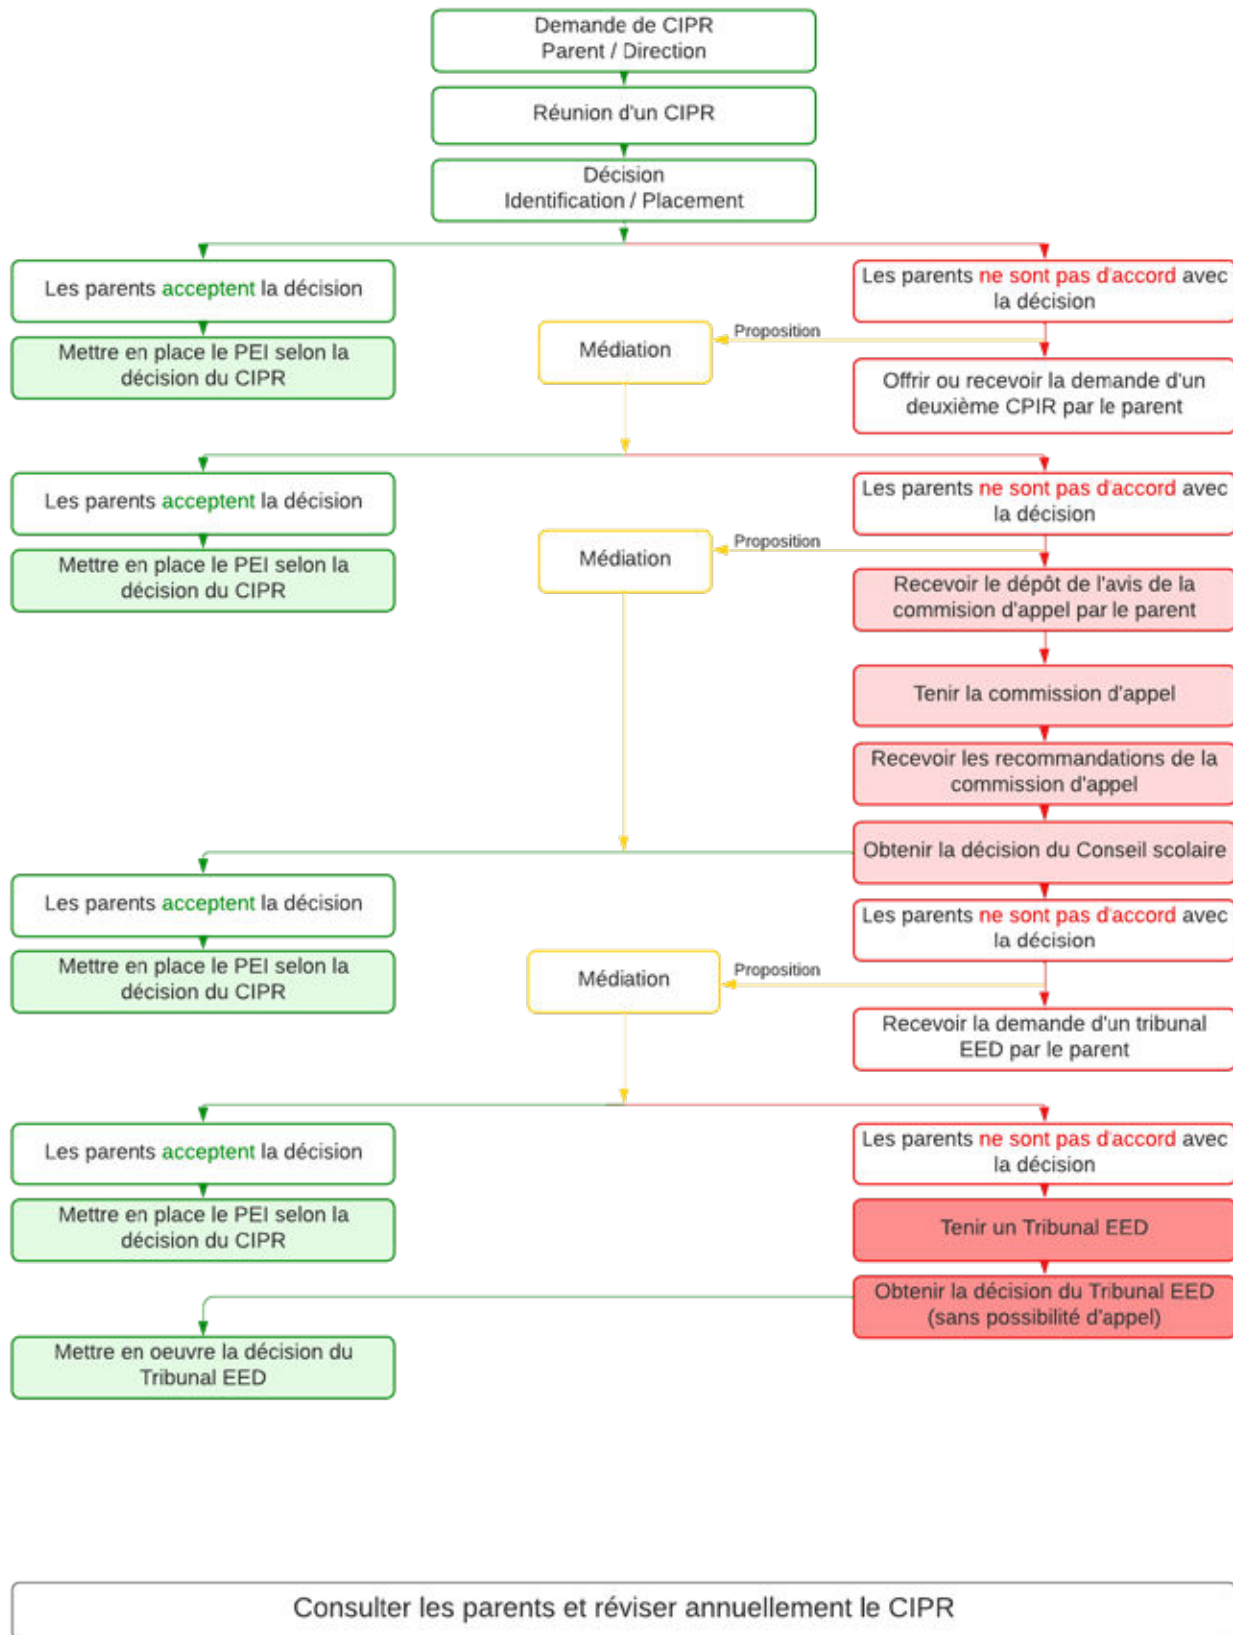 Demande de CIPR
Parent / Direction
Réunion d'un CIPR
Décision
Identification / Placement
Les parents acceptent la décision
Les parents ne sont pas d'accord avec
la décision
Mettre en place le PEI selon la
décision du CIPR
Médiation
Proposition
Offrir ou recevoir la demande d'un
deuxième CPIR par le parent
Les parents acceptent la décision
Les parents ne sont pas d'accord avec
la décision
Mettre en place le PEI selon la
décision du CIPR
Médiation
Proposition
Recevoir le dépôt de l'avis de la
commision d'appel par le parent
Tenir la commission d'appel
Recevoir les recommandations de la
commission d'appel
Obtenir la décision du Conseil scolaire
Les parents acceptent la décision
Les parents ne sont pas d'accord avec
la décision
Mettre en place le PEI selon la
décision du CIPR
Médiation
Proposition
Recevoir la demande d'un tribunal
EED par le parent
Les parents acceptent la décision
Les parents ne sont pas d'accord avec
la décision
Mettre en place le PEI selon la
décision du CIPR
Tenir un Tribunal EED
Obtenir la décision du Tribunal EED
(sans possibilité d'appel)
Mettre en oeuvre la décision du
Tribunal EED
Consulter les parents et réviser annuellement le CIPR